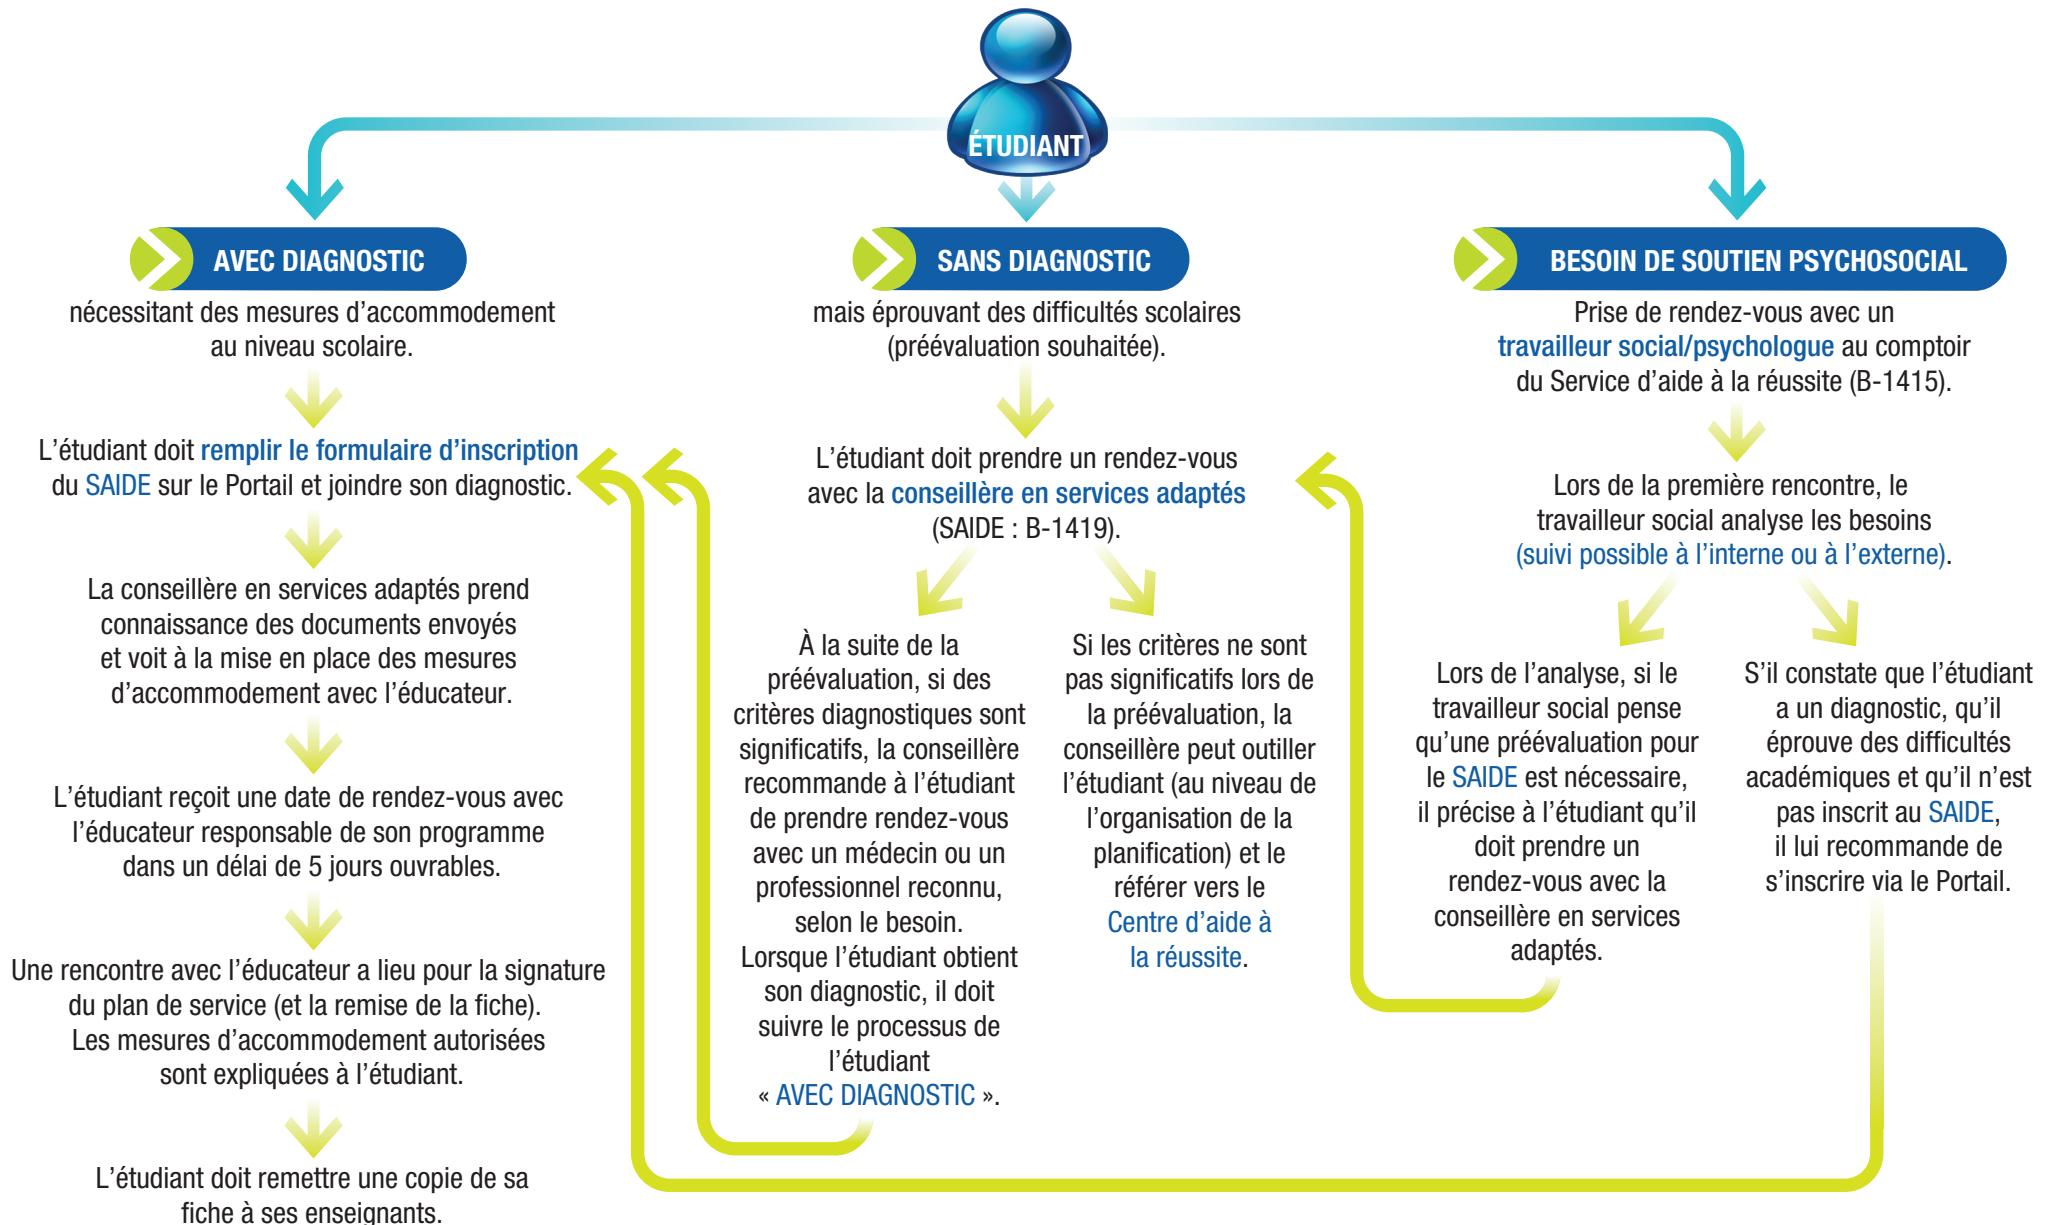 ÉTUDIANT
AVEC DIAGNOSTIC
nécessitant des mesures d’accommodement
au niveau scolaire.
L’étudiant doit remplir le formulaire d’inscription
du SAIDE sur le Portail et joindre son diagnostic.
La conseillère en services adaptés prend
connaissance des documents envoyés
et voit à la mise en place des mesures
d’accommodement avec l’éducateur.
L’étudiant reçoit une date de rendez-vous avec
l’éducateur responsable de son programme
dans un délai de 5 jours ouvrables.
Une rencontre avec l’éducateur a lieu pour la signature
du plan de service (et la remise de la fiche).
Les mesures d’accommodement autorisées
sont expliquées à l’étudiant.
L’étudiant doit remettre une copie de sa
fiche à ses enseignants.
SANS DIAGNOSTIC
mais éprouvant des difficultés scolaires
(préévaluation souhaitée).
L’étudiant doit prendre un rendez-vous
avec la conseillère en services adaptés
(SAIDE : B-1419).
À la suite de la
préévaluation, si des
critères diagnostiques sont
significatifs, la conseillère
recommande à l’étudiant
de prendre rendez-vous
avec un médecin ou un
professionnel reconnu,
selon le besoin.
Lorsque l’étudiant obtient
son diagnostic, il doit
suivre le processus de
l’étudiant
« AVEC DIAGNOSTIC ».
Si les critères ne sont
pas significatifs lors de
la préévaluation, la
conseillère peut outiller
l’étudiant (au niveau de
l’organisation de la
planification) et le
référer vers le
Centre d’aide à
la réussite.
BESOIN DE SOUTIEN PSYCHOSOCIAL
Prise de rendez-vous avec un
travailleur social/psychologue au comptoir
du Service d’aide à la réussite (B-1415).
Lors de la première rencontre, le
travailleur social analyse les besoins
(suivi possible à l’interne ou à l’externe).
Lors de l’analyse, si le
travailleur social pense
qu’une préévaluation pour
le SAIDE est nécessaire,
il précise à l’étudiant qu’il
doit prendre un
rendez-vous avec la
conseillère en services
adaptés.
S’il constate que l’étudiant
a un diagnostic, qu’il
éprouve des difficultés
académiques et qu’il n’est
pas inscrit au SAIDE,
il lui recommande de
s’inscrire via le Portail.